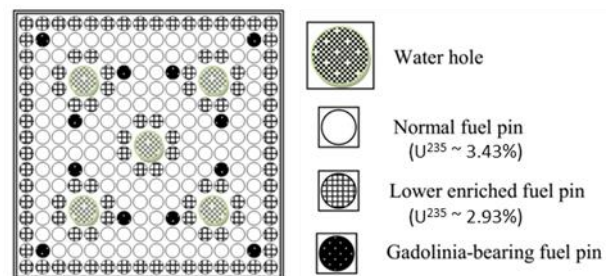 Water hole
Normal fuel pin
(U²³⁵ ~ 3.43%)
Lower enriched fuel pin
(U²³⁵ ~ 2.93%)
Gadolinia-bearing fuel pin